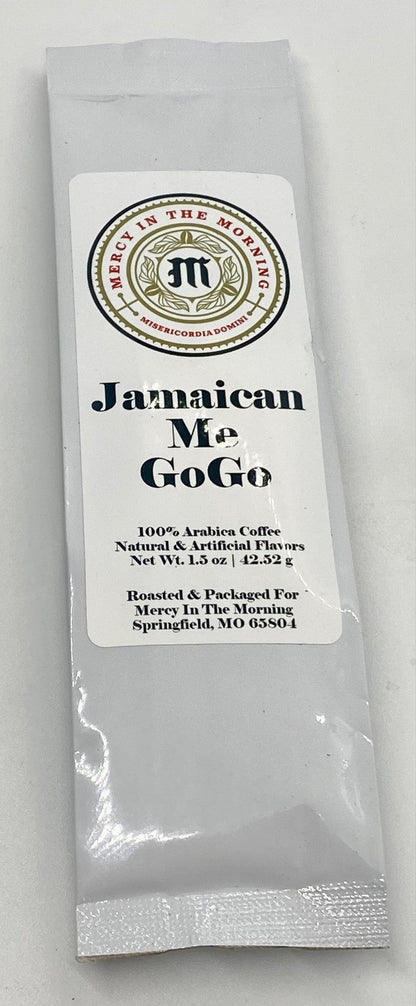 MERCY IN THE MORNING
M
MISERICORDIA DOMINI
Jamaican
Me
GoGo
100% Arabica Coffee
Natural & Artificial Flavors
Net Wt. 1.5 oz | 42.52 g
Roasted & Packaged For
Mercy In The Morning
Springfield, MO 65804